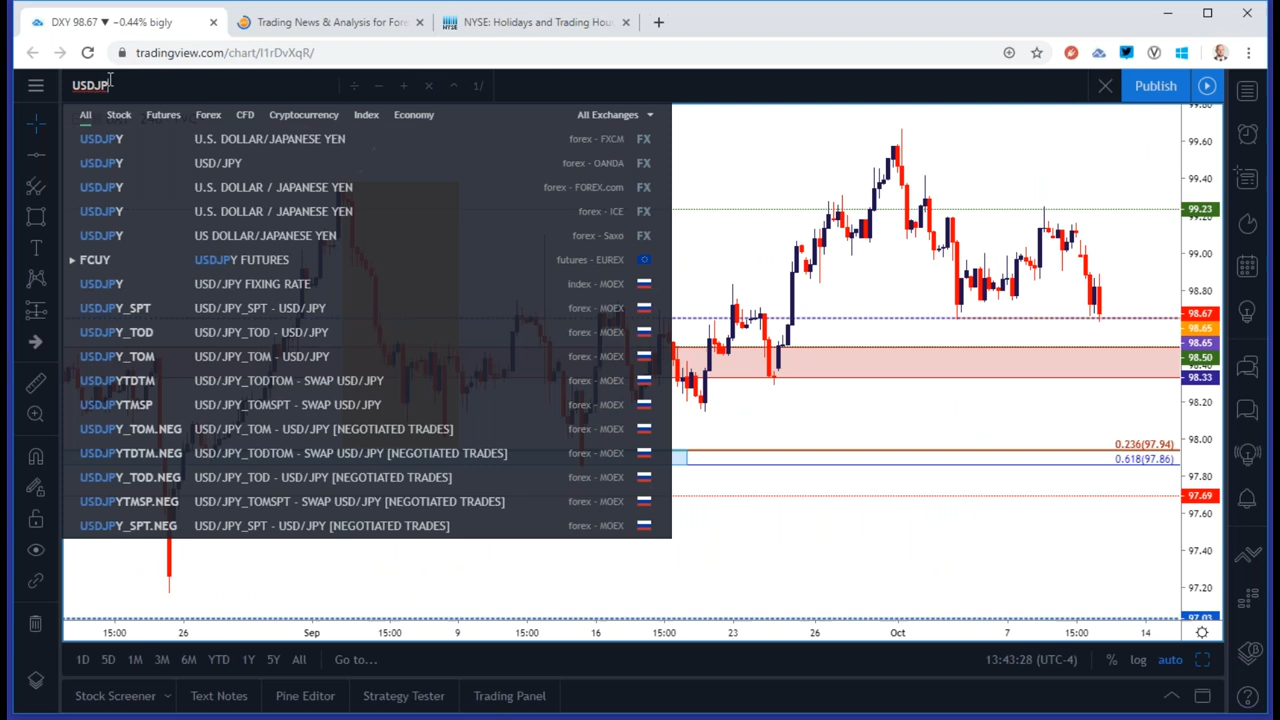 DXY 98.67 ▼ −0.44% bigly
Trading News & Analysis for Fore
NYSE: Holidays and Trading Hou
tradingview.com/chart/I1rDvXqR/
USDJP
÷ − + × 1/
Publish
All Stock Futures Forex CFD Cryptocurrency Index Economy All Exchanges
USDJPY U.S. DOLLAR/JAPANESE YEN forex - FXCM FX
USDJPY USD/JPY forex - OANDA FX
USDJPY U.S. DOLLAR / JAPANESE YEN forex - FOREX.com FX
USDJPY U.S. DOLLAR / JAPANESE YEN forex - ICE FX
USDJPY US DOLLAR/JAPANESE YEN forex - Saxo FX
FCUY USDJPY FUTURES futures - EUREX
USDJPY USD/JPY FIXING RATE index - MOEX
USDJPY_SPT USD/JPY_SPT - USD/JPY forex - MOEX
USDJPY_TOD USD/JPY_TOD - USD/JPY forex - MOEX
USDJPY_TOM USD/JPY_TOM - USD/JPY forex - MOEX
USDJPYTDTM USD/JPY_TODTOM - SWAP USD/JPY forex - MOEX
USDJPYTMSP USD/JPY_TOMSPT - SWAP USD/JPY forex - MOEX
USDJPY_TOM.NEG USD/JPY_TOM - USD/JPY [NEGOTIATED TRADES] forex - MOEX
USDJPYTDTM.NEG USD/JPY_TODTOM - SWAP USD/JPY [NEGOTIATED TRADES] forex - MOEX
USDJPY_TOD.NEG USD/JPY_TOD - USD/JPY [NEGOTIATED TRADES] forex - MOEX
USDJPYTMSP.NEG USD/JPY_TOMSPT - SWAP USD/JPY [NEGOTIATED TRADES] forex - MOEX
USDJPY_SPT.NEG USD/JPY_SPT - USD/JPY [NEGOTIATED TRADES] forex - MOEX
99.80
99.60
99.40
99.23
99.20
99.00
98.80
98.67
98.65
98.65
98.50
98.40
98.33
98.20
98.00
0.236(97.94)
0.618(97.86)
97.80
97.69
97.60
97.40
97.20
97.03
15:00 26 Sep 15:00 9 15:00 16 15:00 23 26 Oct 7 15:00 14
1D 5D 1M 3M 6M YTD 1Y 5Y All Go to... 13:43:28 (UTC-4) % log auto
Stock Screener Text Notes Pine Editor Strategy Tester Trading Panel